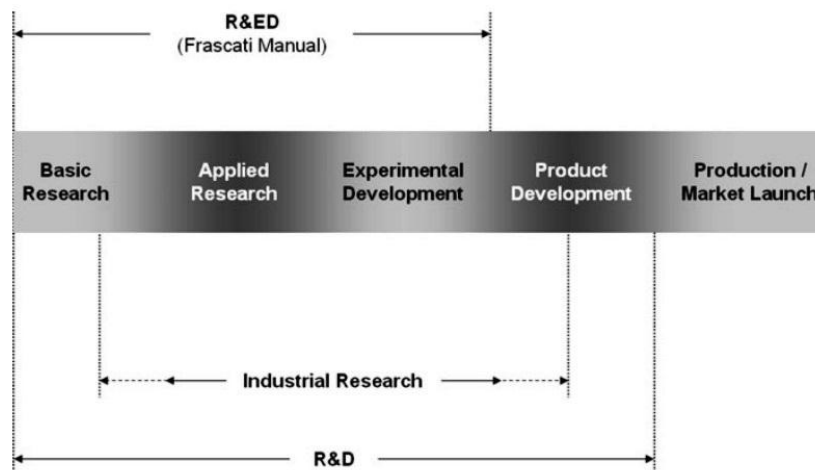 R&ED
(Frascati Manual)
Basic
Research
Applied
Research
Experimental
Development
Product
Development
Production /
Market Launch
Industrial Research
R&D